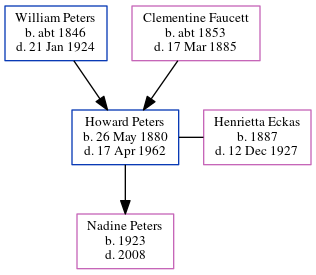 William Peters
b. abt 1846
d. 21 Jan 1924
Clementine Faucett
b. abt 1853
d. 17 Mar 1885
Howard Peters
b. 26 May 1880
d. 17 Apr 1962
Henrietta Eckas
b. 1887
d. 12 Dec 1927
Nadine Peters
b. 1923
d. 2008